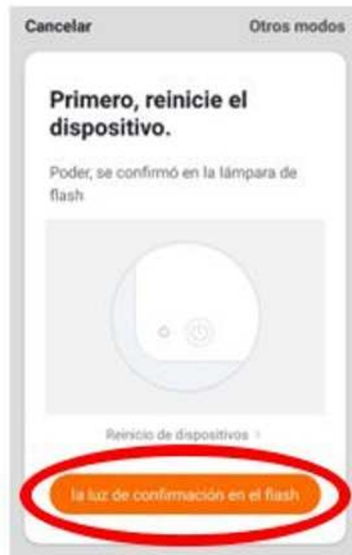 Cancelar Otros modos
Primero, reinicie el
dispositivo.
Poder, se confirmó en la lámpara de
flash
Reinicio de dispositivos >
la luz de confirmación en el flash